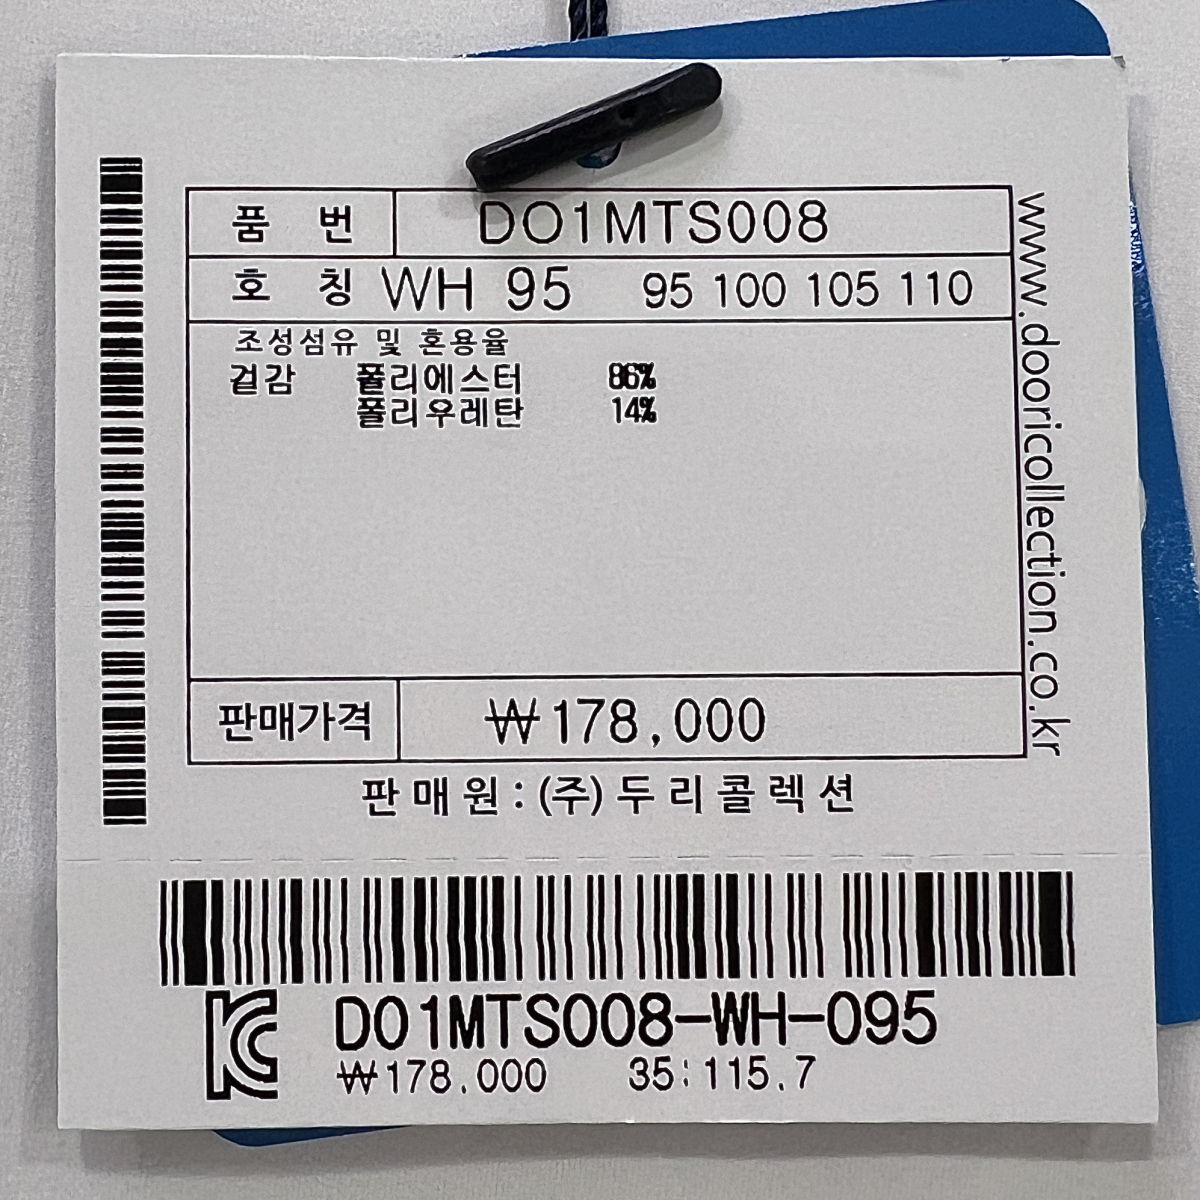 품 번 DO1MTS008
호 칭 WH 95 95 100 105 110
조성섬유 및 혼용율
겉감 폴리에스터 86%
폴리우레탄 14%
판매가격 ₩178,000
판매원 : (주)두리콜렉션
www.dooricollection.co.kr
KC DO1MTS008-WH-095
₩178.000 35:115.7